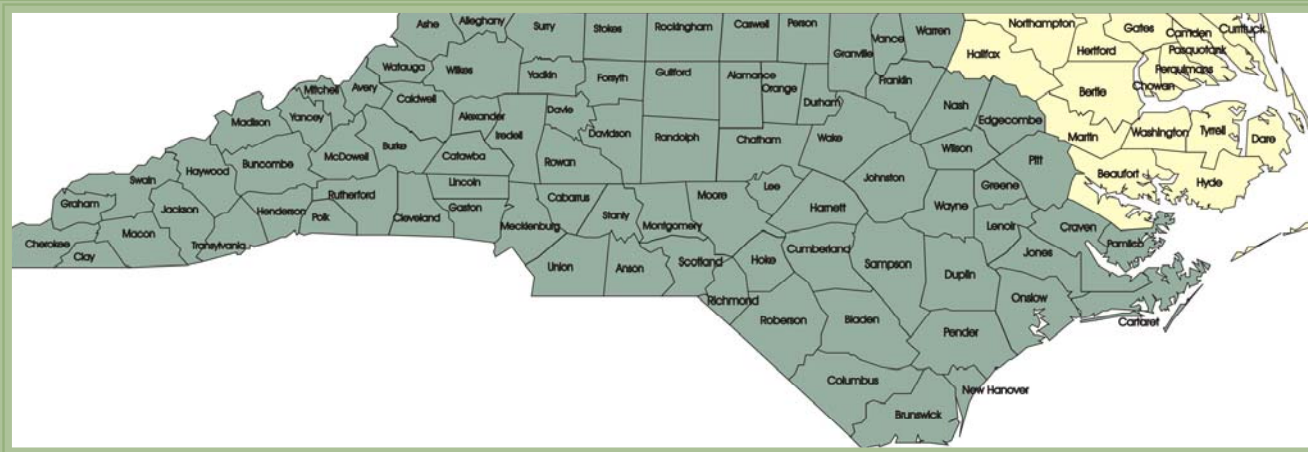 Ashe
Alleghany
Surry
Stokes
Rockingham
Caswell
Person
Granville
Vance
Warren
Halifax
Northampton
Gates
Hertford
Camden
Currituck
Pasquotank
Perquimans
Chowan
Bertie
Watauga
Wilkes
Yadkin
Forsyth
Guilford
Alamance
Orange
Durham
Franklin
Nash
Edgecombe
Martin
Washington
Tyrrell
Dare
Mitchell
Avery
Caldwell
Alexander
Iredell
Davie
Davidson
Randolph
Chatham
Wake
Wilson
Pitt
Beaufort
Hyde
Madison
Yancey
McDowell
Burke
Catawba
Rowan
Johnston
Greene
Haywood
Buncombe
Swain
Graham
Jackson
Henderson
Rutherford
Polk
Cleveland
Lincoln
Gaston
Mecklenburg
Cabarrus
Stanly
Montgomery
Moore
Lee
Harnett
Wayne
Lenoir
Craven
Pamlico
Cherokee
Macon
Clay
Transylvania
Union
Anson
Scotland
Richmond
Hoke
Cumberland
Sampson
Duplin
Jones
Onslow
Cartaret
Roberson
Bladen
Pender
Columbus
New Hanover
Brunswick